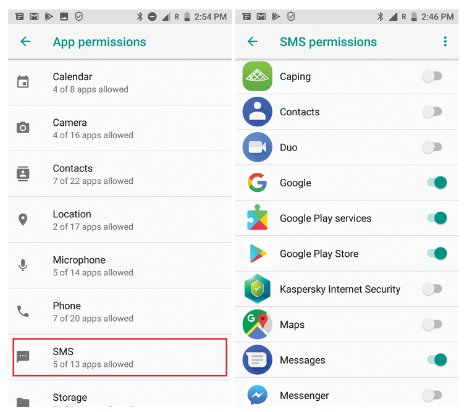 2:54 PM
App permissions
Calendar
4 of 8 apps allowed
Camera
4 of 16 apps allowed
Contacts
7 of 22 apps allowed
Location
2 of 17 apps allowed
Microphone
5 of 14 apps allowed
Phone
7 of 20 apps allowed
SMS
5 of 13 apps allowed
Storage
R 2:46 PM
SMS permissions
Caping
Contacts
Duo
Google
Google Play services
Google Play Store
Kaspersky Internet Security
Maps
Messages
Messenger